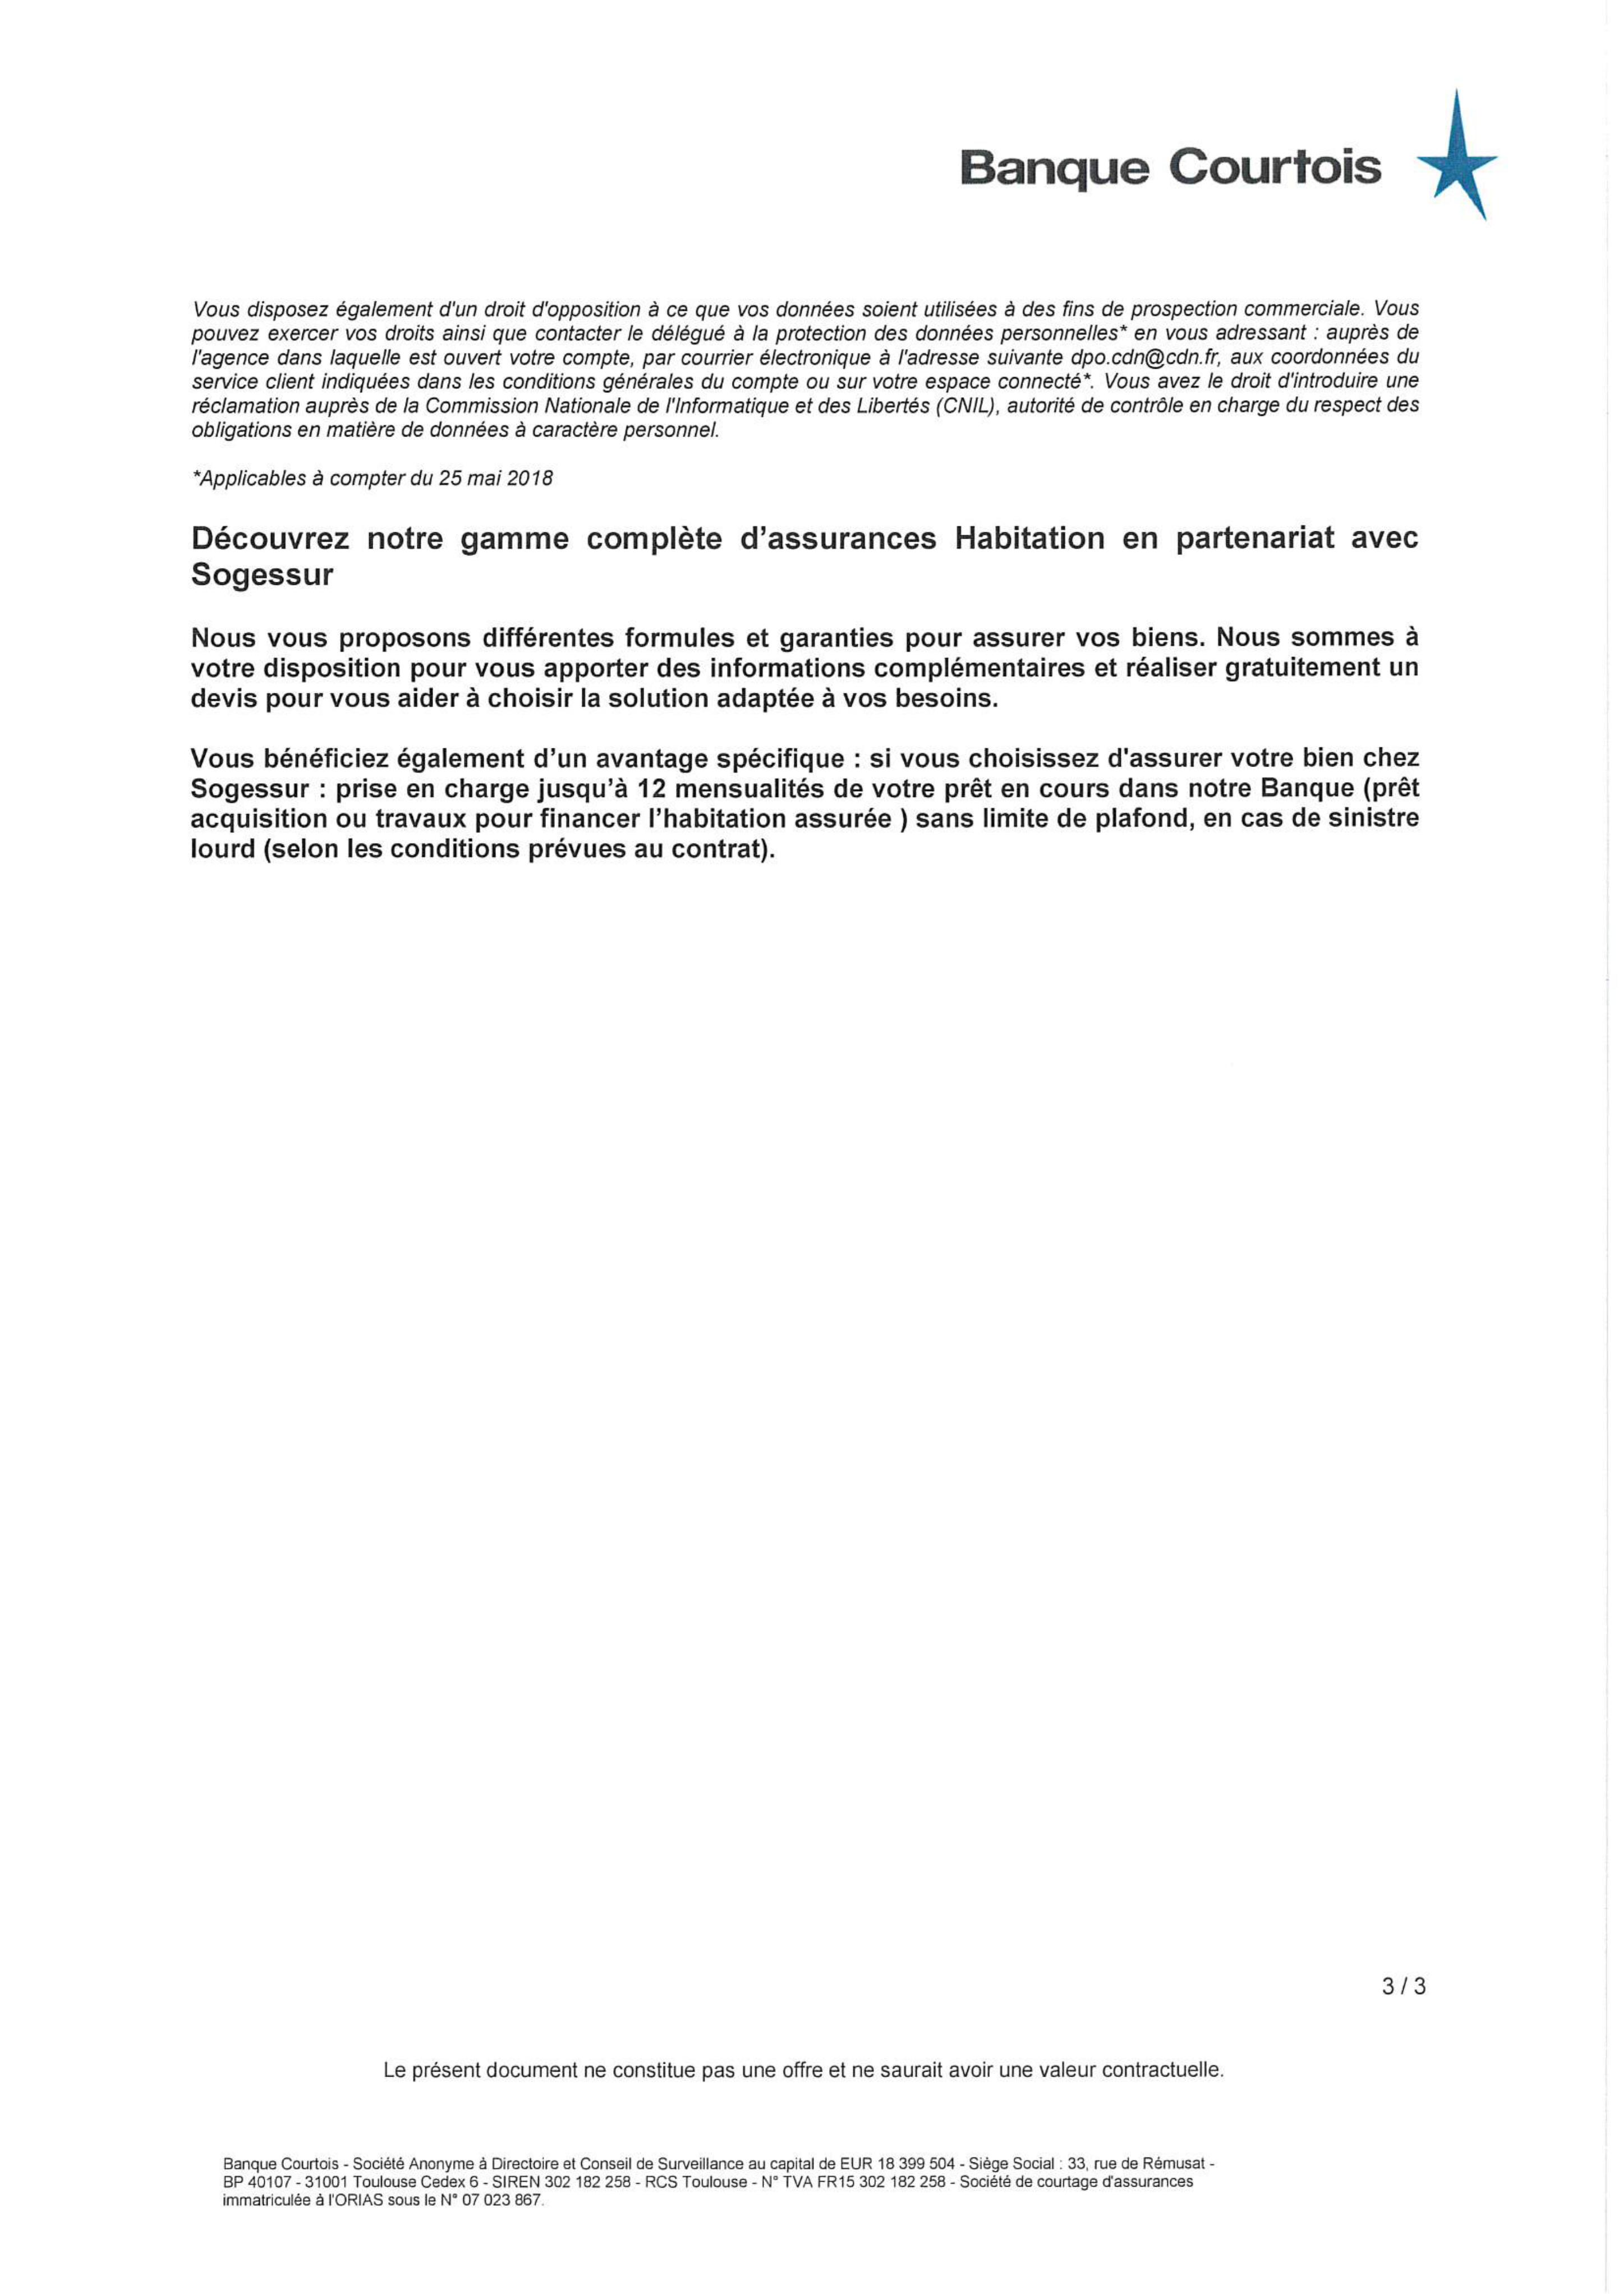 Banque Courtois
Vous disposez également d'un droit d'opposition à ce que vos données soient utilisées à des fins de prospection commerciale. Vous
pouvez exercer vos droits ainsi que contacter le délégué à la protection des données personnelles* en vous adressant : auprès de
l'agence dans laquelle est ouvert votre compte, par courrier électronique à l'adresse suivante dpo.cdn@cdn.fr, aux coordonnées du
service client indiquées dans les conditions générales du compte ou sur votre espace connecté*. Vous avez le droit d'introduire une
réclamation auprès de la Commission Nationale de l'Informatique et des Libertés (CNIL), autorité de contrôle en charge du respect des
obligations en matière de données à caractère personnel.
*Applicables à compter du 25 mai 2018
Découvrez notre gamme complète d’assurances Habitation en partenariat avec
Sogessur
Nous vous proposons différentes formules et garanties pour assurer vos biens. Nous sommes à
votre disposition pour vous apporter des informations complémentaires et réaliser gratuitement un
devis pour vous aider à choisir la solution adaptée à vos besoins.
Vous bénéficiez également d’un avantage spécifique : si vous choisissez d'assurer votre bien chez
Sogessur : prise en charge jusqu’à 12 mensualités de votre prêt en cours dans notre Banque (prêt
acquisition ou travaux pour financer l’habitation assurée ) sans limite de plafond, en cas de sinistre
lourd (selon les conditions prévues au contrat).
3 / 3
Le présent document ne constitue pas une offre et ne saurait avoir une valeur contractuelle.
Banque Courtois - Société Anonyme à Directoire et Conseil de Surveillance au capital de EUR 18 399 504 - Siège Social : 33, rue de Rémusat -
BP 40107 - 31001 Toulouse Cedex 6 - SIREN 302 182 258 - RCS Toulouse - N° TVA FR15 302 182 258 - Société de courtage d'assurances
immatriculée à l'ORIAS sous le N° 07 023 867.